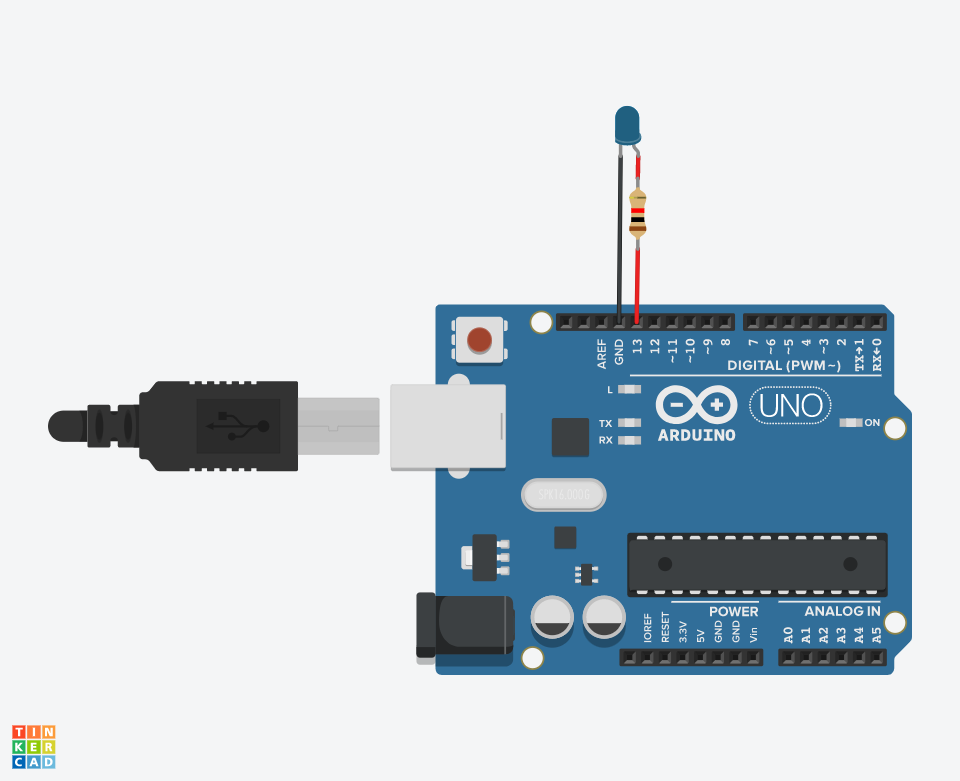 AREF
GND
13
12
~11
~10
~9
8
7
~6
~5
4
~3
2
TX→1
RX←0
DIGITAL (PWM~)
L
TX
RX
ARDUINO
UNO
ON
SPK16.000G
POWER
ANALOG IN
IOREF
RESET
3.3V
5V
GND
GND
Vin
A0
A1
A2
A3
A4
A5
TIN
KER
CAD